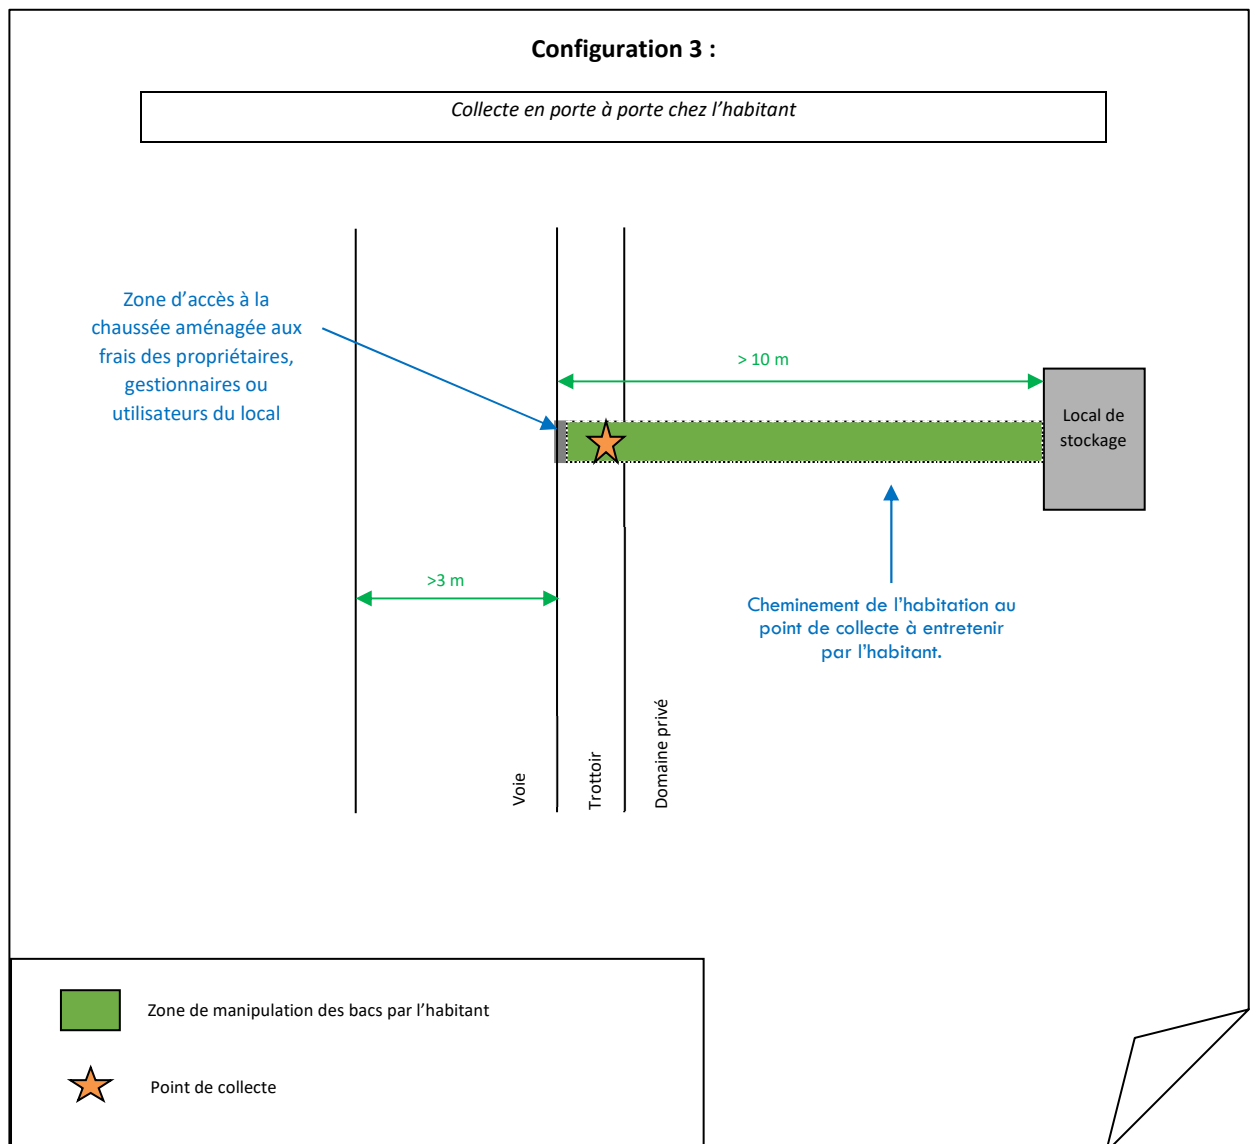 Configuration 3 :
Collecte en porte à porte chez l’habitant
Zone d’accès à la
chaussée aménagée aux
frais des propriétaires,
gestionnaires ou
utilisateurs du local
> 10 m
Local de
stockage
>3 m
Cheminement de l’habitation au
point de collecte à entretenir
par l’habitant.
Voie
Trottoir
Domaine privé
Zone de manipulation des bacs par l’habitant
Point de collecte